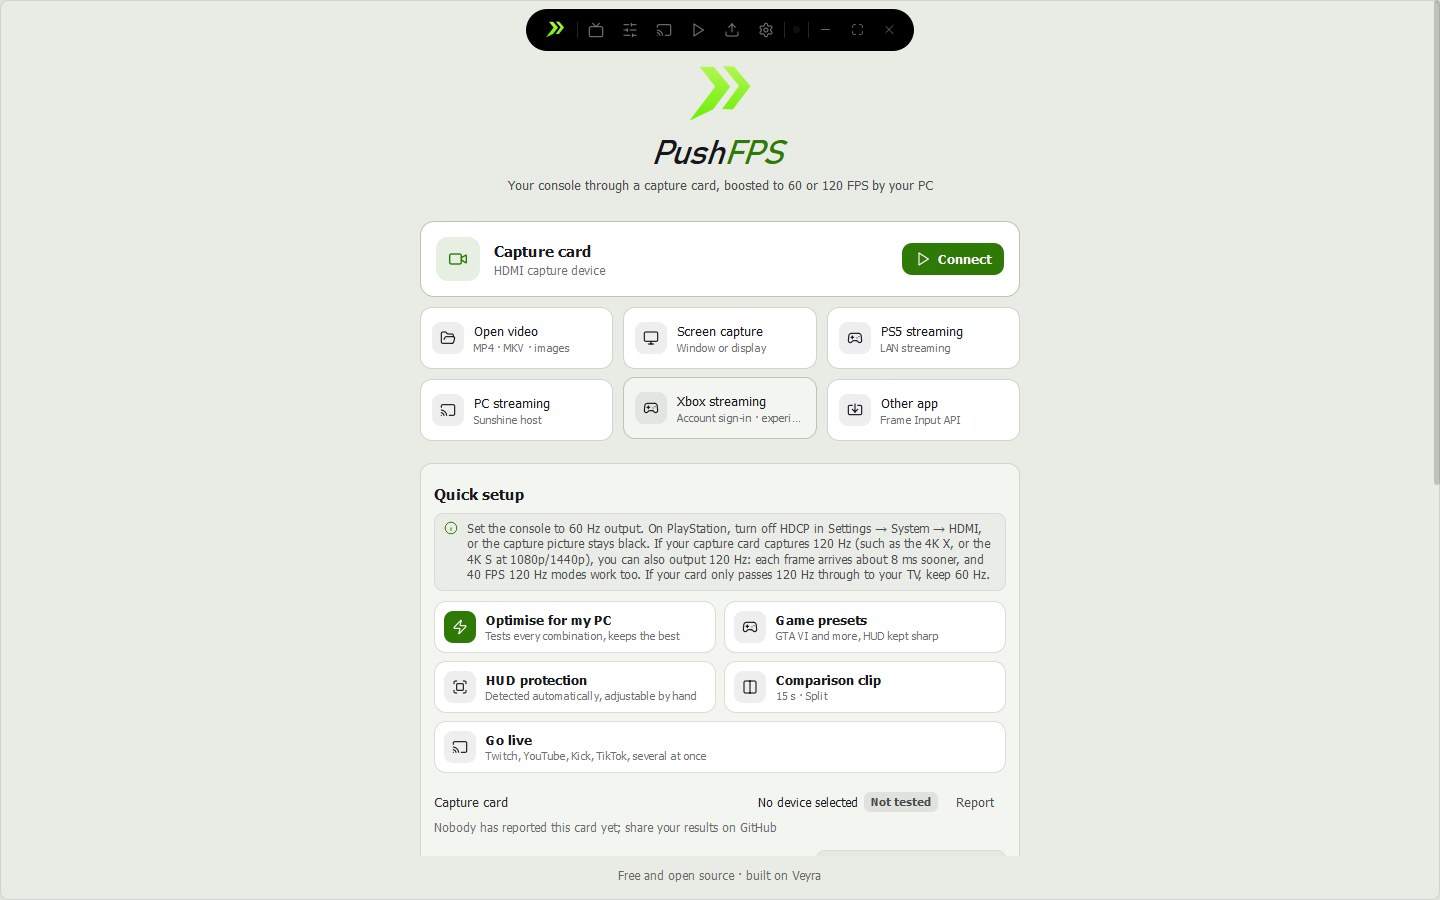 PushFPS
Your console through a capture card, boosted to 60 or 120 FPS by your PC
Capture card
HDMI capture device
Connect
Open video
MP4 · MKV · images
Screen capture
Window or display
PS5 streaming
LAN streaming
PC streaming
Sunshine host
Xbox streaming
Account sign-in · experi...
Other app
Frame Input API
Quick setup
Set the console to 60 Hz output. On PlayStation, turn off HDCP in Settings → System → HDMI,
or the capture picture stays black. If your capture card captures 120 Hz (such as the 4K X, or the
4K S at 1080p/1440p), you can also output 120 Hz: each frame arrives about 8 ms sooner, and
40 FPS 120 Hz modes work too. If your card only passes 120 Hz through to your TV, keep 60 Hz.
Optimise for my PC
Tests every combination, keeps the best
Game presets
GTA VI and more, HUD kept sharp
HUD protection
Detected automatically, adjustable by hand
Comparison clip
15 s · Split
Go live
Twitch, YouTube, Kick, TikTok, several at once
Capture card
No device selected
Not tested
Report
Nobody has reported this card yet; share your results on GitHub
Free and open source · built on Veyra